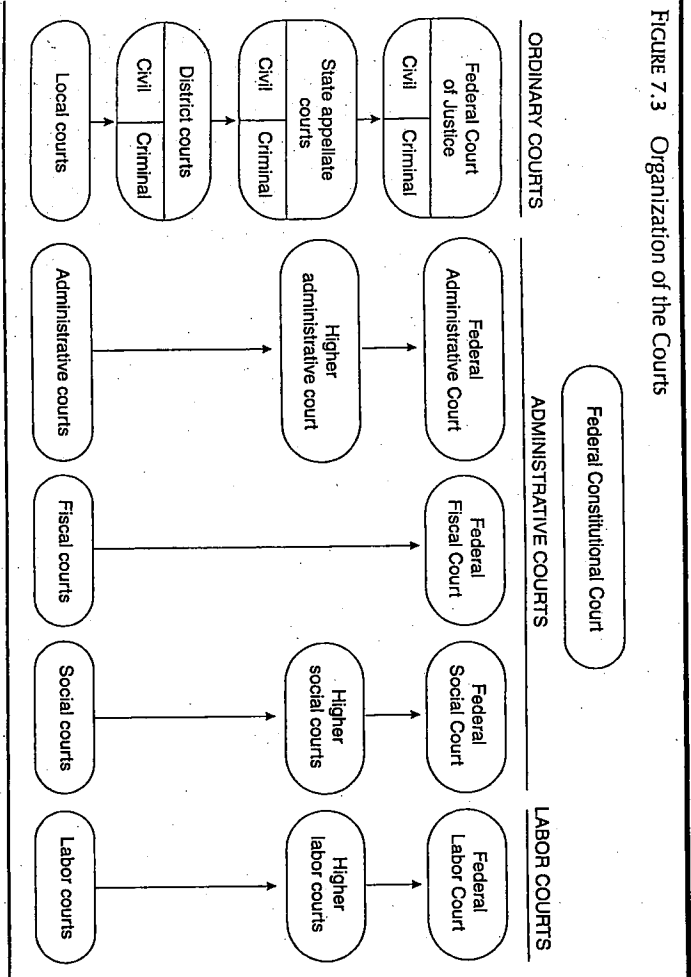 FIGURE 7.3 Organization of the Courts
Federal Constitutional Court
ORDINARY COURTS
ADMINISTRATIVE COURTS
LABOR COURTS
Federal Court
of Justice
Civil
Criminal
Federal
Administrative Court
Federal
Fiscal Court
Federal
Social Court
Federal
Labor Court
State appellate
courts
Civil
Criminal
Higher
administrative court
Higher
social courts
Higher
labor courts
District courts
Civil
Criminal
Local courts
Administrative courts
Fiscal courts
Social courts
Labor courts